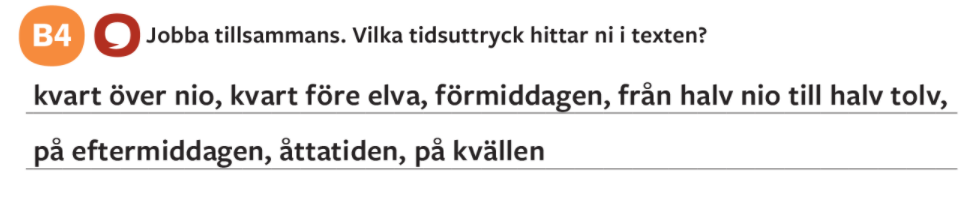 B4 Jobba tillsammans. Vilka tidsuttryck hittar ni i texten?
kvart över nio, kvart före elva, förmiddagen, från halv nio till halv tolv,
på eftermiddagen, åttatiden, på kvällen